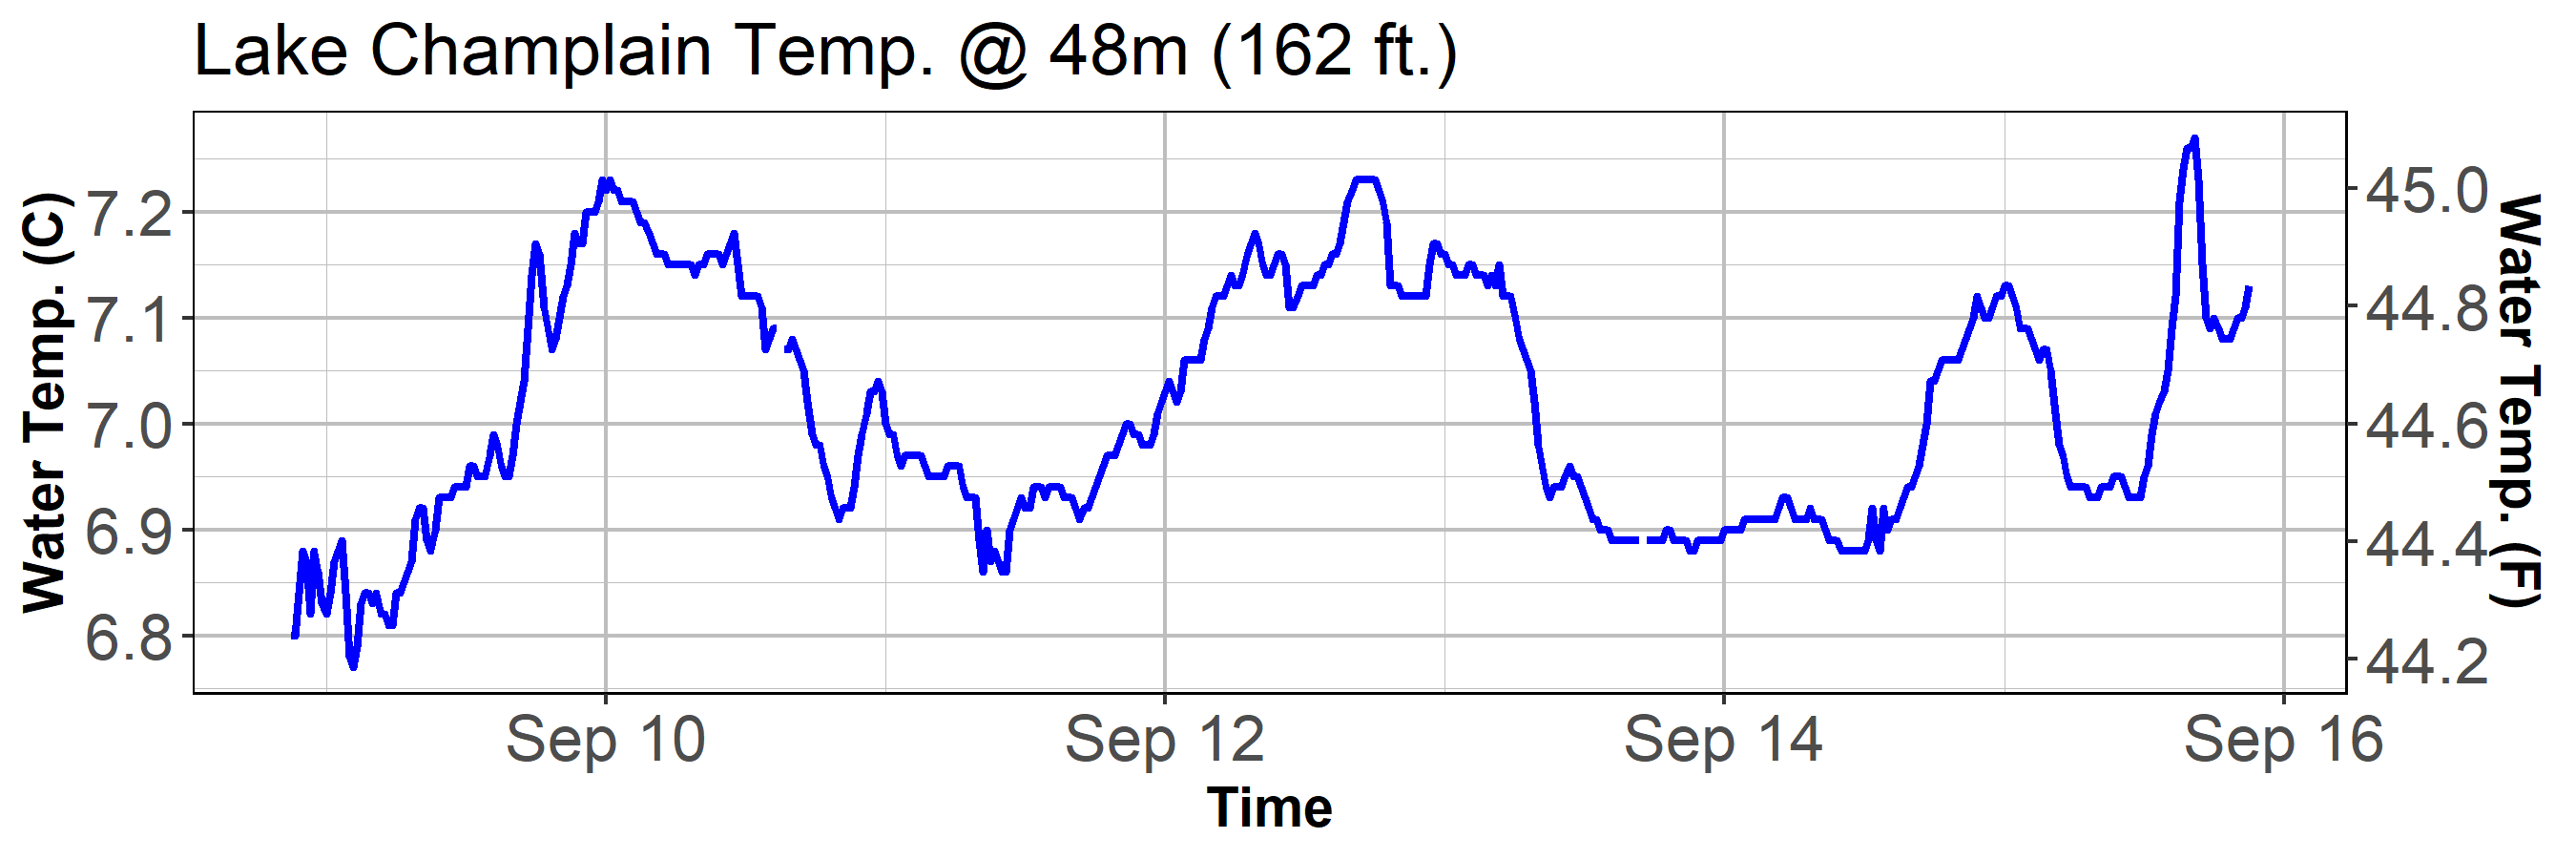 Lake Champlain Temp. @ 48m (162 ft.)
Water Temp. (C)
7.2
7.1
7.0
6.9
6.8
45.0
44.8
44.6
44.4
44.2
Water Temp. (F)
Sep 10 Sep 12 Sep 14 Sep 16
Time